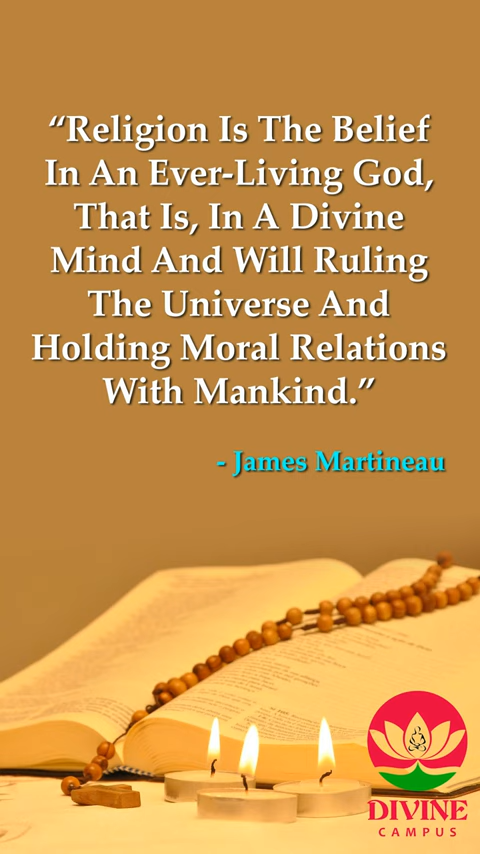 “Religion Is The Belief
In An Ever-Living God,
That Is, In A Divine
Mind And Will Ruling
The Universe And
Holding Moral Relations
With Mankind.”
- James Martineau
DIVINE
CAMPUS